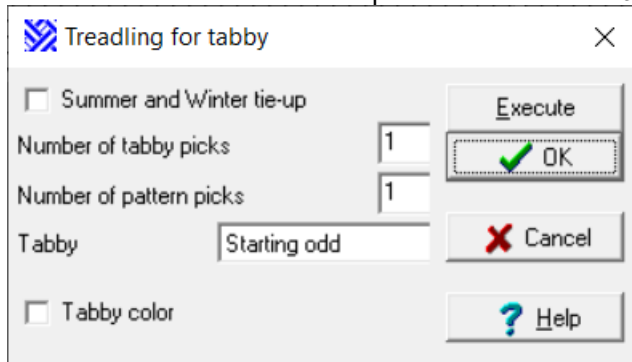 Treadling for tabby
Summer and Winter tie-up
Execute
Number of tabby picks 1
OK
Number of pattern picks 1
Tabby Starting odd
Cancel
Tabby color
Help